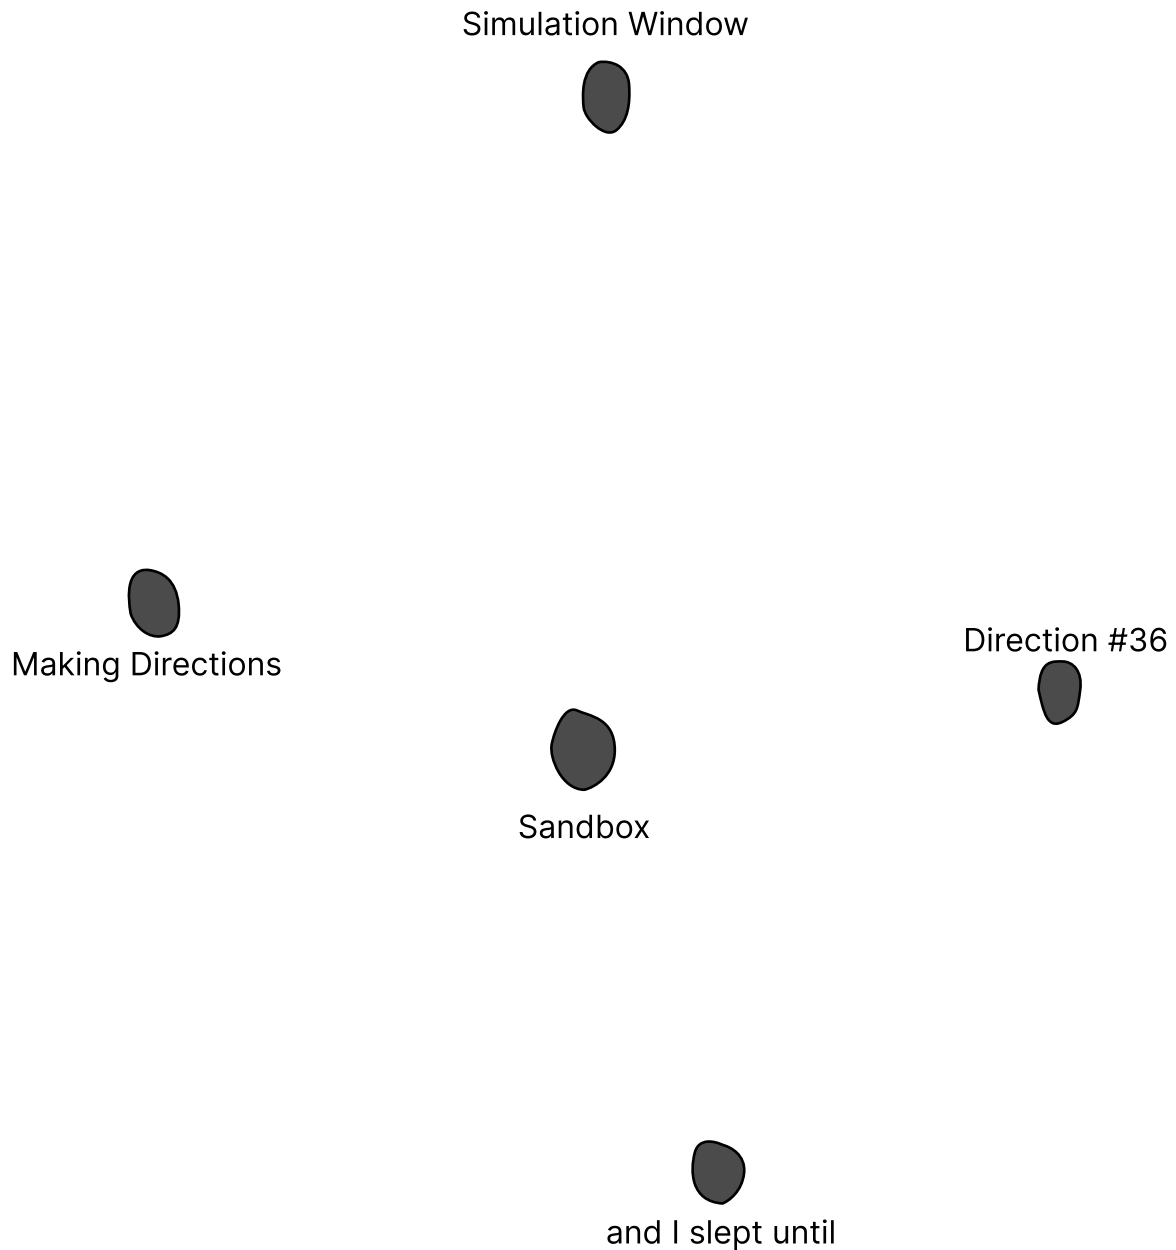 Simulation Window
Direction #36
Making Directions
Sandbox
and I slept until